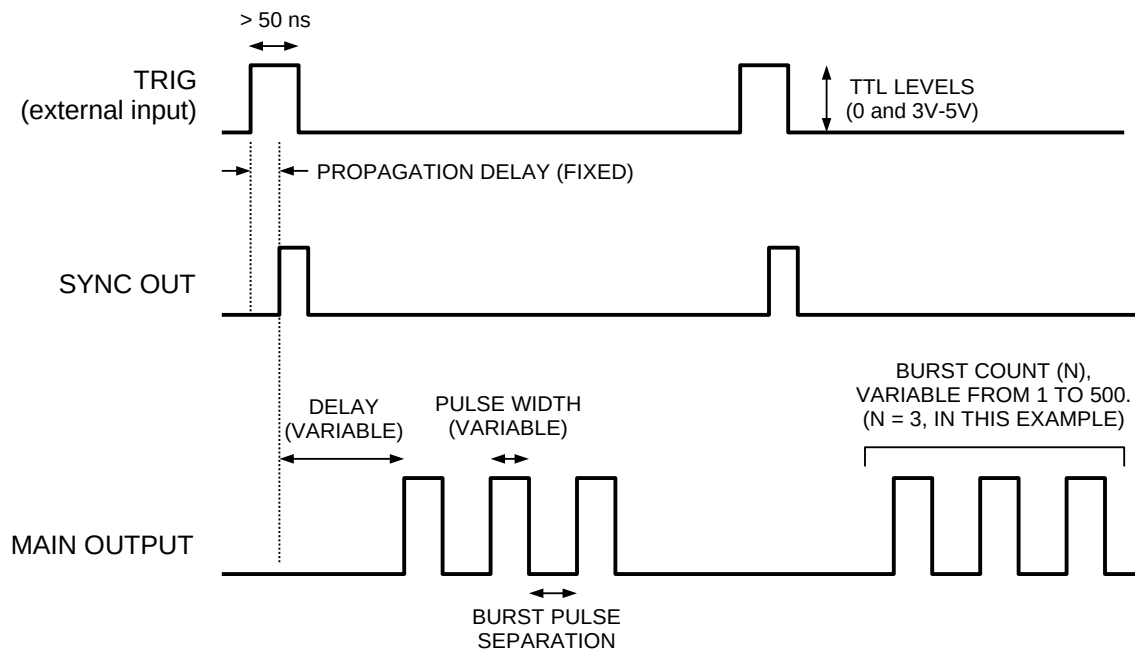 > 50 ns
TRIG
(external input)
TTL LEVELS
(0 and 3V-5V)
PROPAGATION DELAY (FIXED)
SYNC OUT
BURST COUNT (N),
VARIABLE FROM 1 TO 500.
(N = 3, IN THIS EXAMPLE)
DELAY
(VARIABLE)
PULSE WIDTH
(VARIABLE)
MAIN OUTPUT
BURST PULSE
SEPARATION